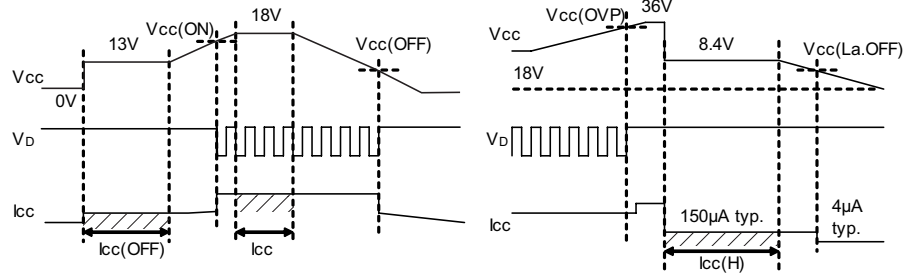 13V
Vcc(ON)
18V
Vcc(OFF)
Vcc
0V
VD
Icc
Icc(OFF)
Icc
Vcc(OVP)
36V
Vcc
8.4V
Vcc(La.OFF)
18V
VD
Icc
150µA typ.
4µA
typ.
Icc(H)